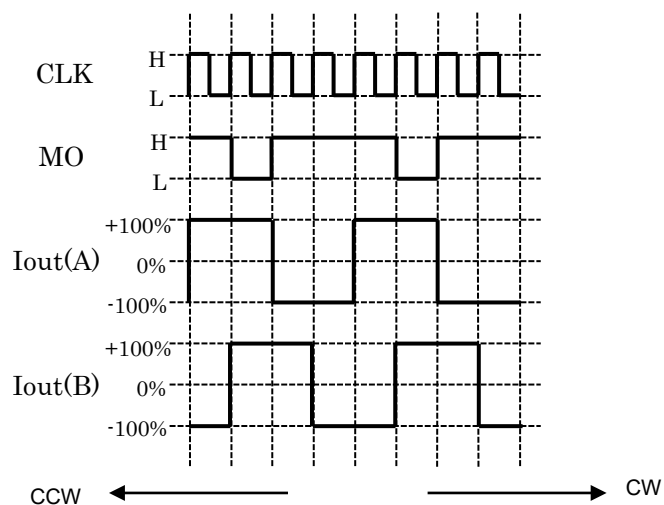 CLK
H
L
MO
H
L
Iout(A)
+100%
0%
-100%
Iout(B)
+100%
0%
-100%
CCW
CW